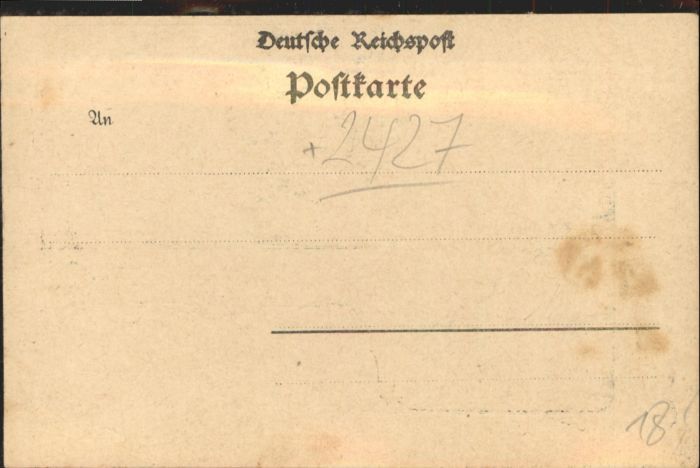 Deutsche Reichspost
Postkarte
An
+2427
18